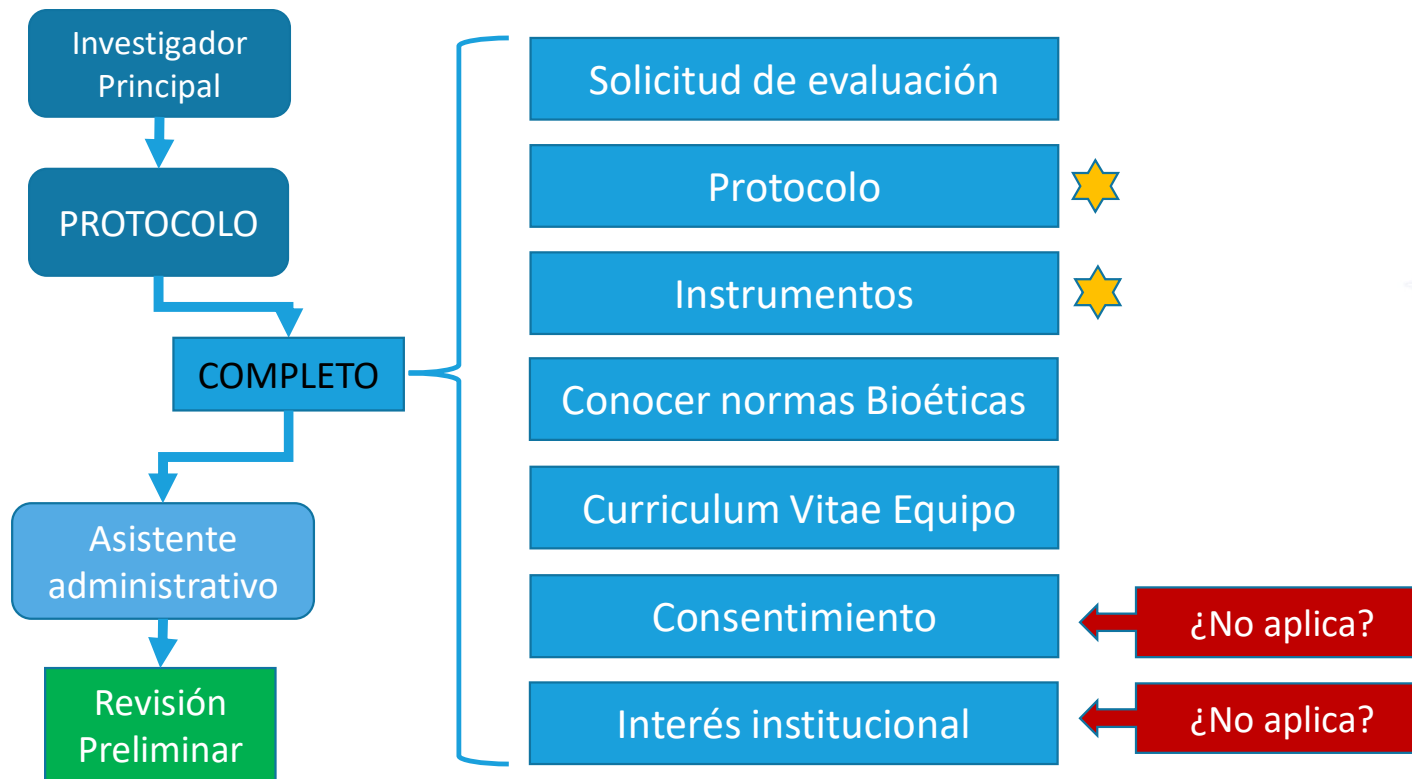 Investigador
Principal
PROTOCOLO
COMPLETO
Asistente
administrativo
Revisión
Preliminar
Solicitud de evaluación
Protocolo
Instrumentos
Conocer normas Bioéticas
Curriculum Vitae Equipo
Consentimiento
¿No aplica?
Interés institucional
¿No aplica?